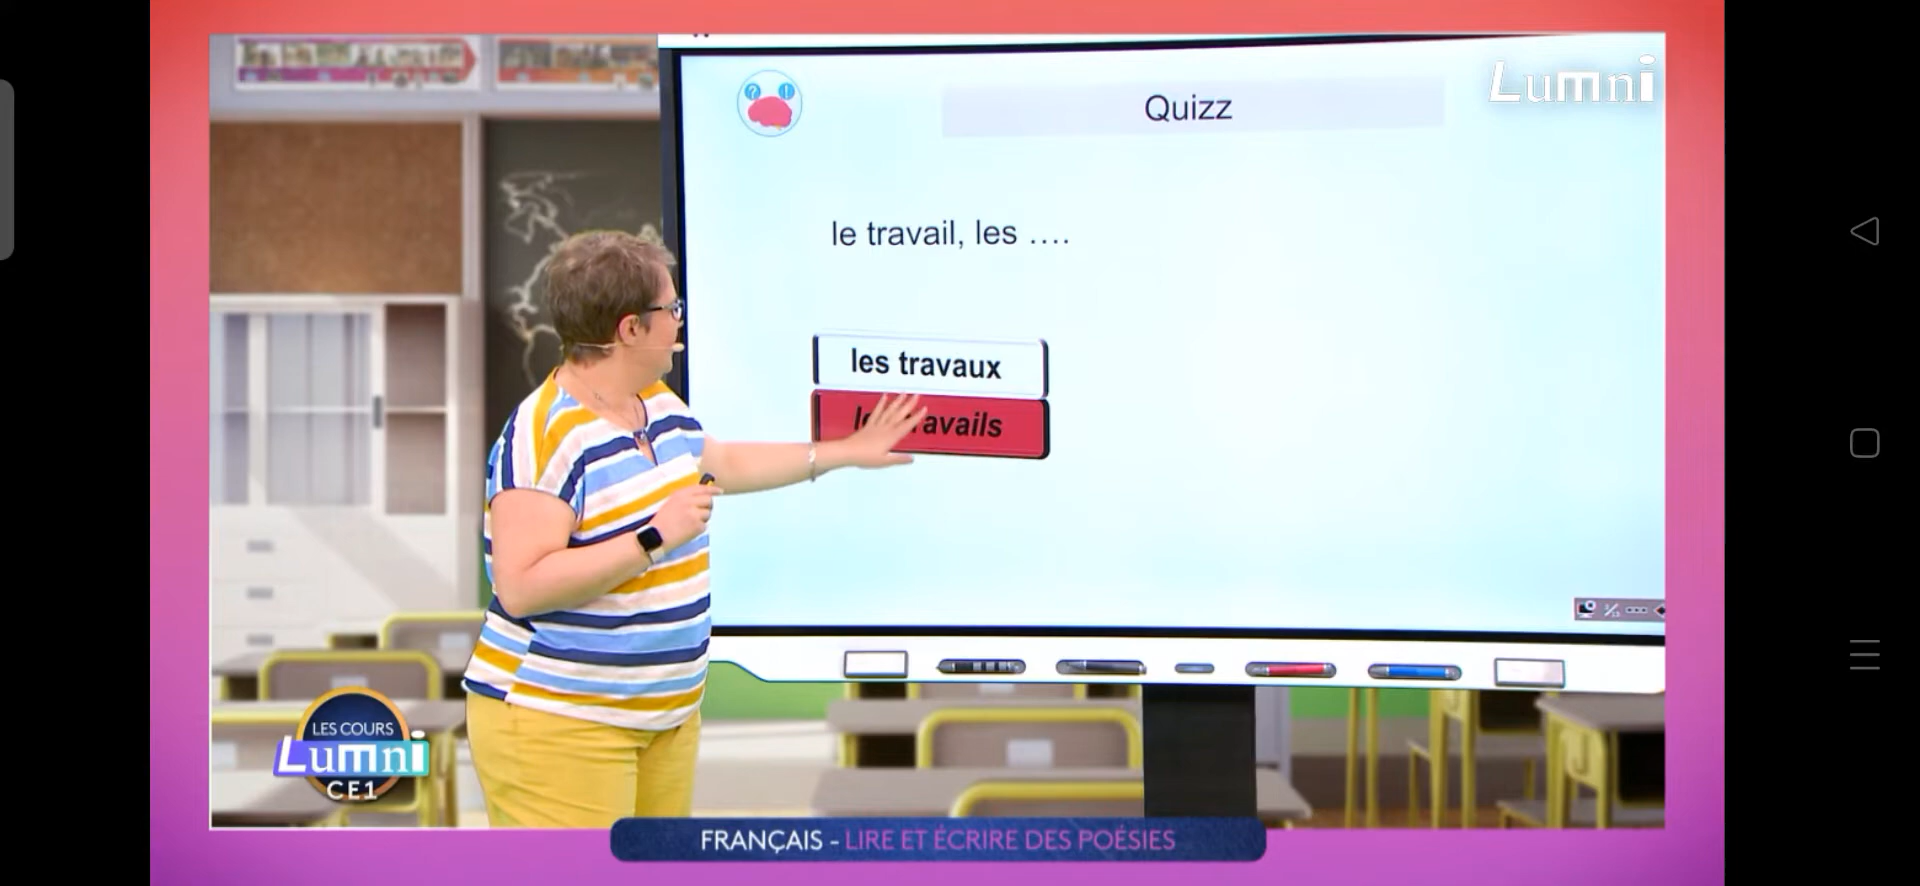 Lumni
Quizz
le travail, les ....
les travaux
avails
LES COURS
Lumni
CE1
FRANÇAIS - LIRE ET ÉCRIRE DES POÉSIES